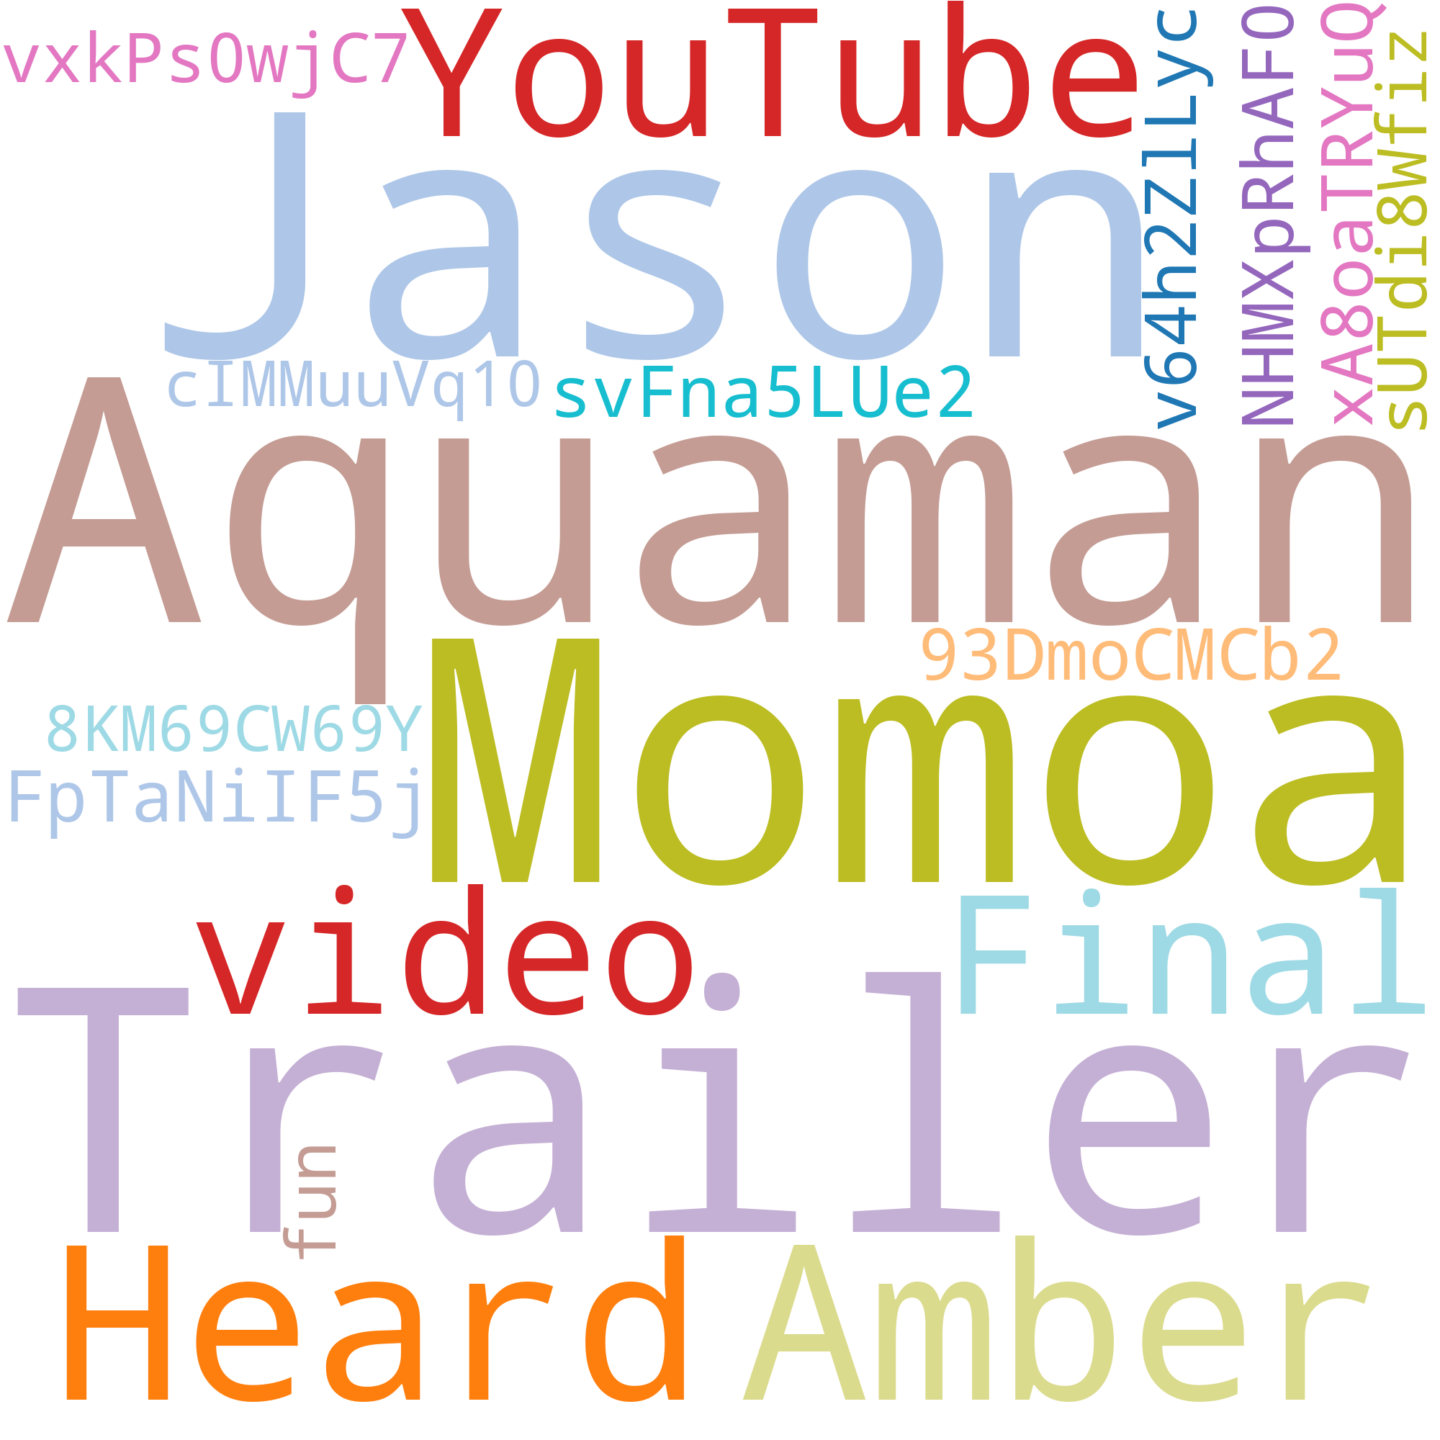 vxkPs0wjC7
YouTube
v64h2ZlLyc
NHMXpRhAF0
xA8oaTRYuQ
sUTdi8Wfiz
Jason
cIMMuuVq10
svFna5LUe2
Aquaman
93DmoCMCb2
Momoa
8KM69CW69Y
FpTaNiIF5j
video
Final
Trailer
fun
Heard
Amber